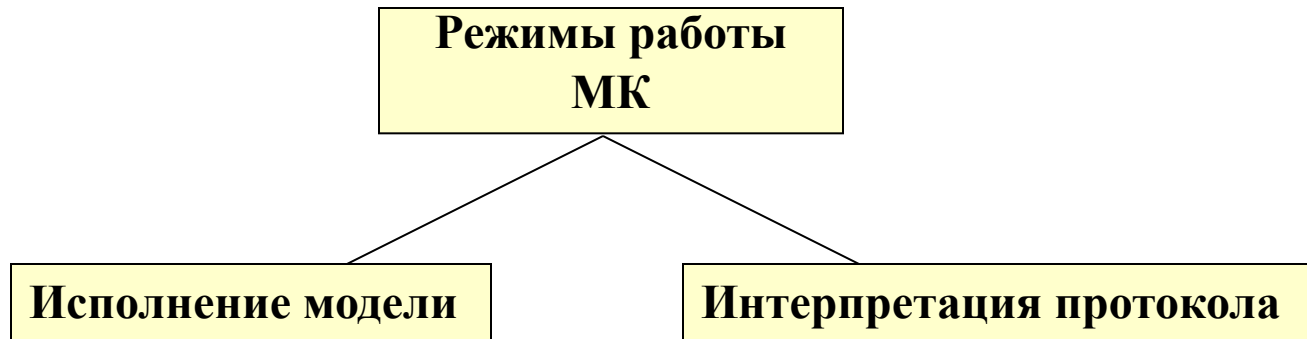 Режимы работы
МК
Исполнение модели
Интерпретация протокола